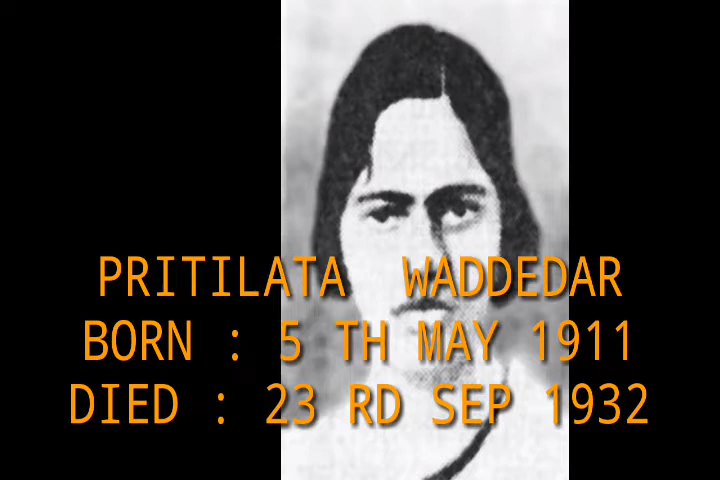 PRITILATA WADDEDAR
BORN : 5 TH MAY 1911
DIED : 23 RD SEP 1932